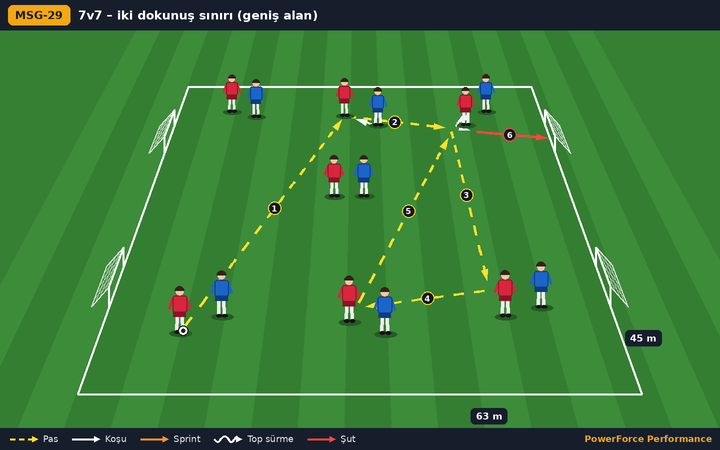 MSG-29 7v7 – iki dokunuş sınırı (geniş alan)
2
6
3
1
5
4
45 m
63 m
Pas Koşu Sprint Top sürme Şut PowerForce Performance